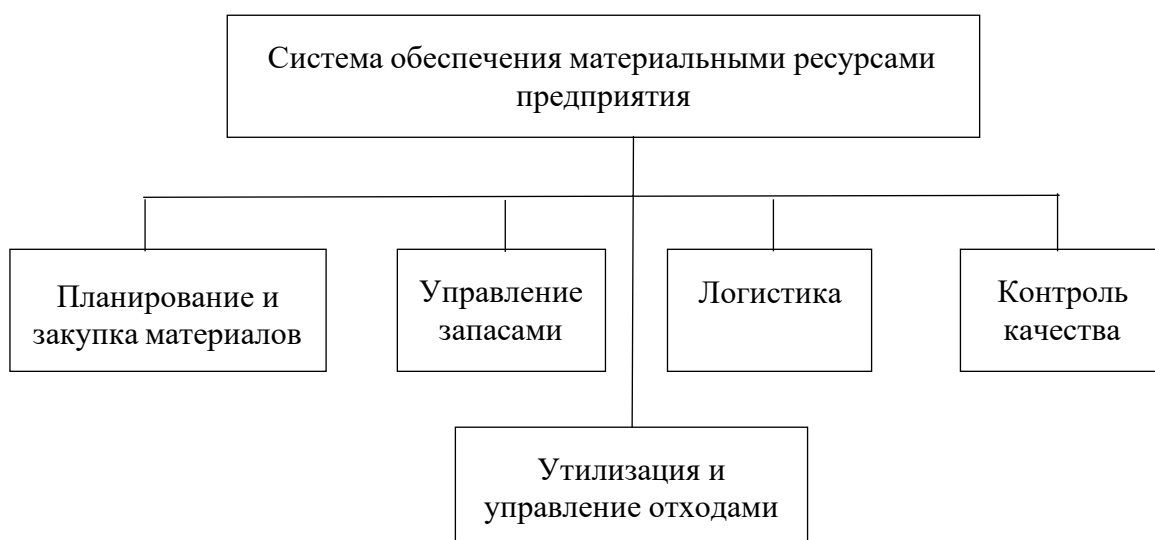 Система обеспечения материальными ресурсами
предприятия
Планирование и
закупка материалов
Управление
запасами
Логистика
Контроль
качества
Утилизация и
управление отходами